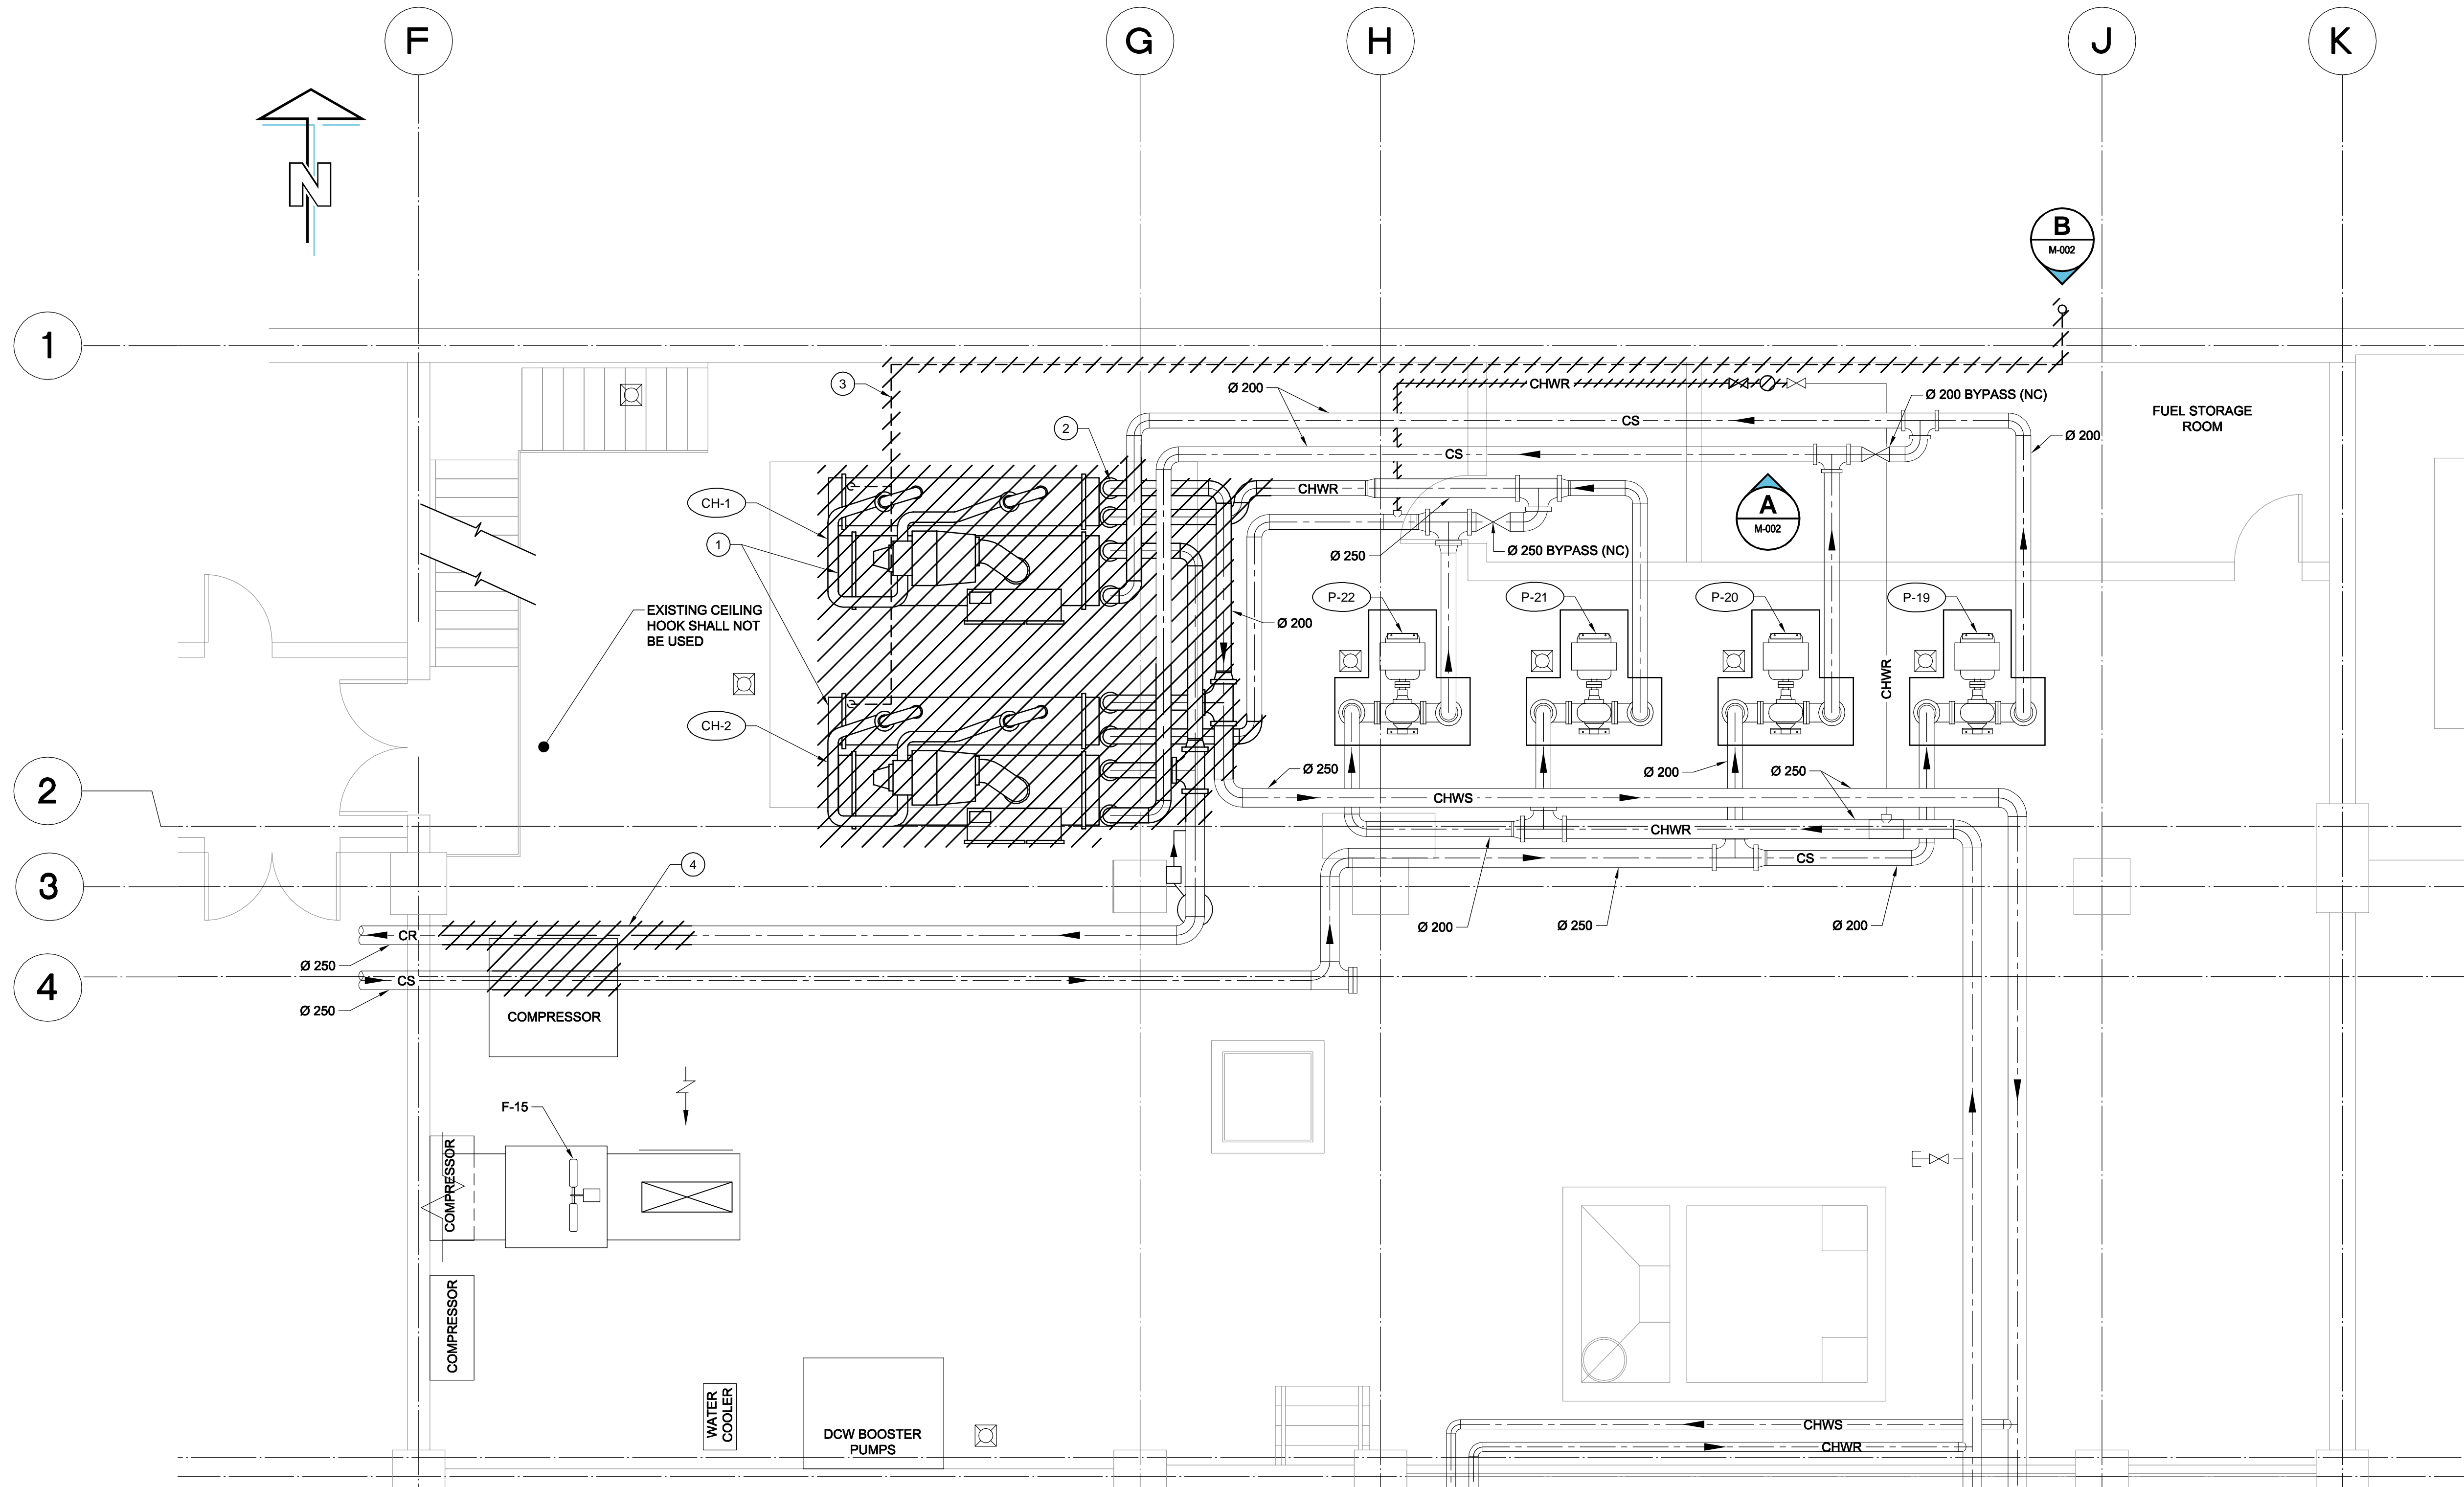 F
G
H
J
K
N
B
M-002
1
3
CHWR
Ø 200
Ø 200 BYPASS (NC)
FUEL STORAGE
ROOM
2
CS
Ø 200
CS
CHWR
CH-1
A
M-002
1
Ø 250
Ø 250 BYPASS (NC)
EXISTING CEILING
HOOK SHALL NOT
BE USED
Ø 200
P-22
P-21
P-20
P-19
CHWR
CH-2
2
Ø 250
Ø 200
Ø 250
CHWS
CHWR
CS
3
4
Ø 200
Ø 250
Ø 200
CR
Ø 250
4
CS
Ø 250
COMPRESSOR
F-15
COMPRESSOR
COMPRESSOR
WATER
COOLER
DCW BOOSTER
PUMPS
CHWS
CHWR